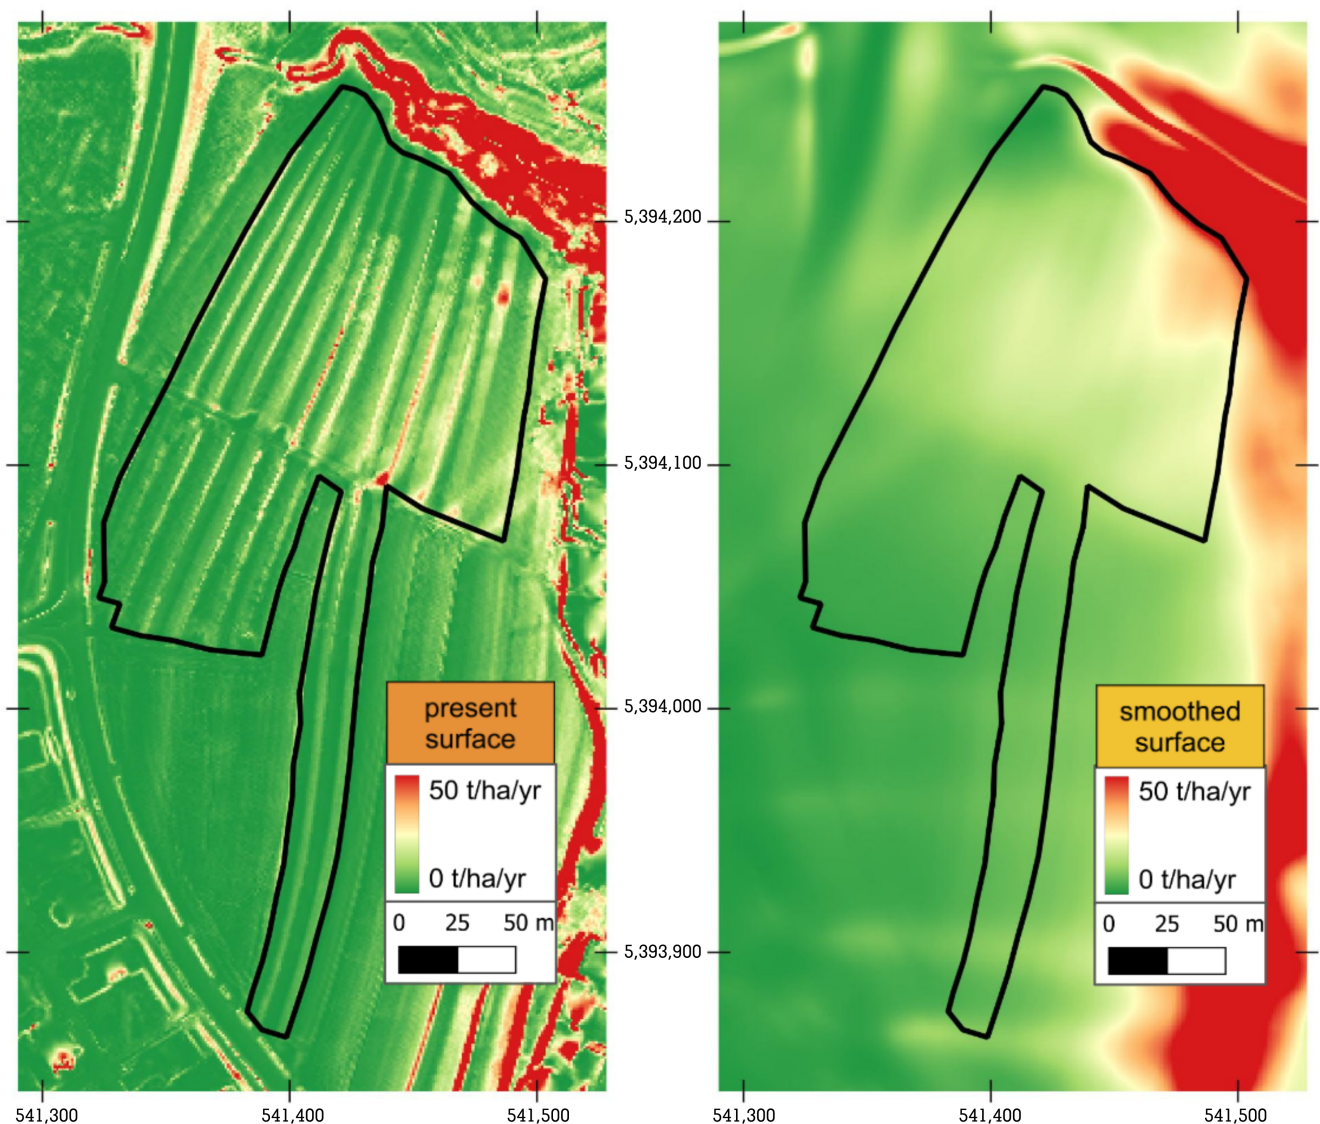 5,394,200
5,394,100
5,394,000
5,393,900
present
surface
50 t/ha/yr
0 t/ha/yr
0 25 50 m
smoothed
surface
50 t/ha/yr
0 t/ha/yr
0 25 50 m
541,300 541,400 541,500
541,300 541,400 541,500